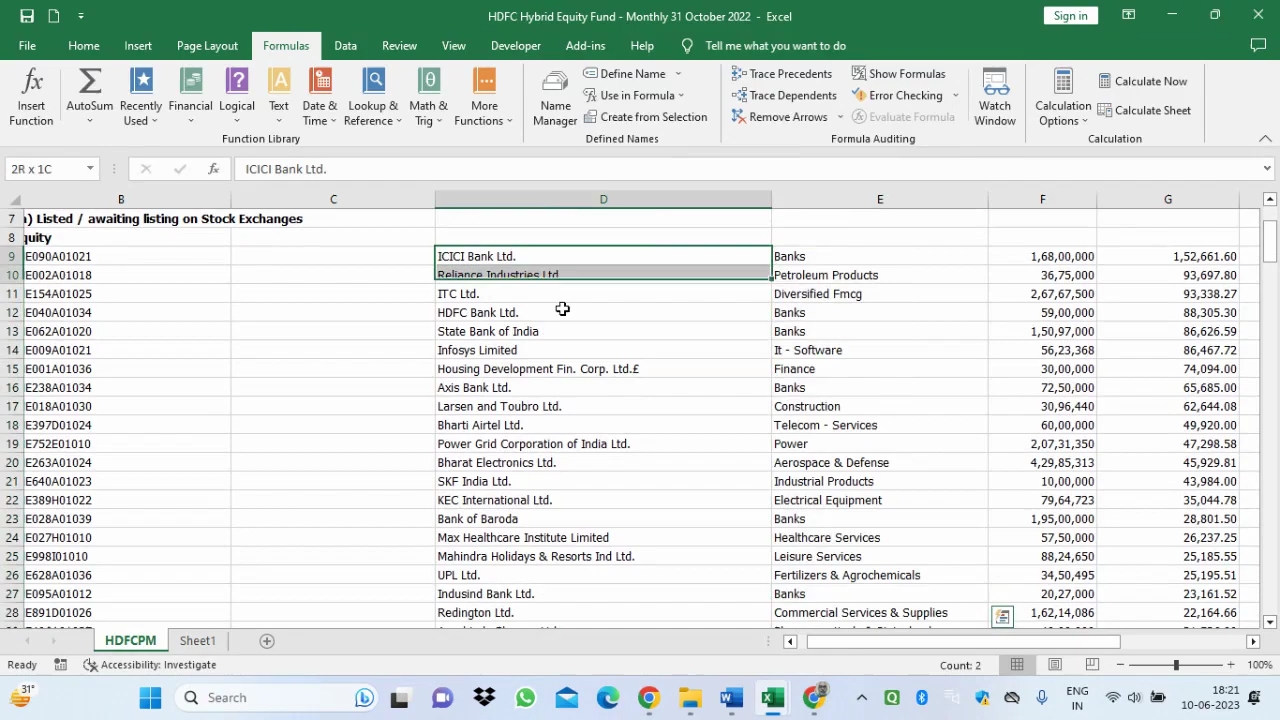 HDFC Hybrid Equity Fund - Monthly 31 October 2022 - Excel Sign in
File Home Insert Page Layout Formulas Data Review View Developer Add-ins Help Tell me what you want to do
Insert Function AutoSum Recently Used Financial Logical Text Date & Time Lookup & Reference Math & Trig More Functions
Function Library
Name Manager Define Name Use in Formula Create from Selection
Defined Names
Trace Precedents Show Formulas
Trace Dependents Error Checking
Remove Arrows Evaluate Formula
Formula Auditing
Watch Window
Calculation Options Calculate Now Calculate Sheet
Calculation
2R x 1C fx ICICI Bank Ltd.
B C D E F G
7 ) Listed / awaiting listing on Stock Exchanges
8 quity
9 E090A01021 ICICI Bank Ltd. Banks 1,68,00,000 1,52,661.60
10 E002A01018 Reliance Industries Ltd. Petroleum Products 36,75,000 93,697.80
11 E154A01025 ITC Ltd. Diversified Fmcg 2,67,67,500 93,338.27
12 E040A01034 HDFC Bank Ltd. Banks 59,00,000 88,305.30
13 E062A01020 State Bank of India Banks 1,50,97,000 86,626.59
14 E009A01021 Infosys Limited It - Software 56,23,368 86,467.72
15 E001A01036 Housing Development Fin. Corp. Ltd.£ Finance 30,00,000 74,094.00
16 E238A01034 Axis Bank Ltd. Banks 72,50,000 65,685.00
17 E018A01030 Larsen and Toubro Ltd. Construction 30,96,440 62,644.08
18 E397D01024 Bharti Airtel Ltd. Telecom - Services 60,00,000 49,920.00
19 E752E01010 Power Grid Corporation of India Ltd. Power 2,07,31,350 47,298.58
20 E263A01024 Bharat Electronics Ltd. Aerospace & Defense 4,29,85,313 45,929.81
21 E640A01023 SKF India Ltd. Industrial Products 10,00,000 43,984.00
22 E389H01022 KEC International Ltd. Electrical Equipment 79,64,723 35,044.78
23 E028A01039 Bank of Baroda Banks 1,95,00,000 28,801.50
24 E027H01010 Max Healthcare Institute Limited Healthcare Services 57,50,000 26,237.25
25 E998I01010 Mahindra Holidays & Resorts Ind Ltd. Leisure Services 88,24,650 25,185.55
26 E628A01036 UPL Ltd. Fertilizers & Agrochemicals 34,50,495 25,195.51
27 E095A01012 Indusind Bank Ltd. Banks 20,27,000 23,161.52
28 E891D01026 Redington Ltd. Commercial Services & Supplies 1,62,14,086 22,164.66
HDFCPM Sheet1
Ready Accessibility: Investigate Count: 2 100%
31° Search ENG IN 18:21 10-06-2023